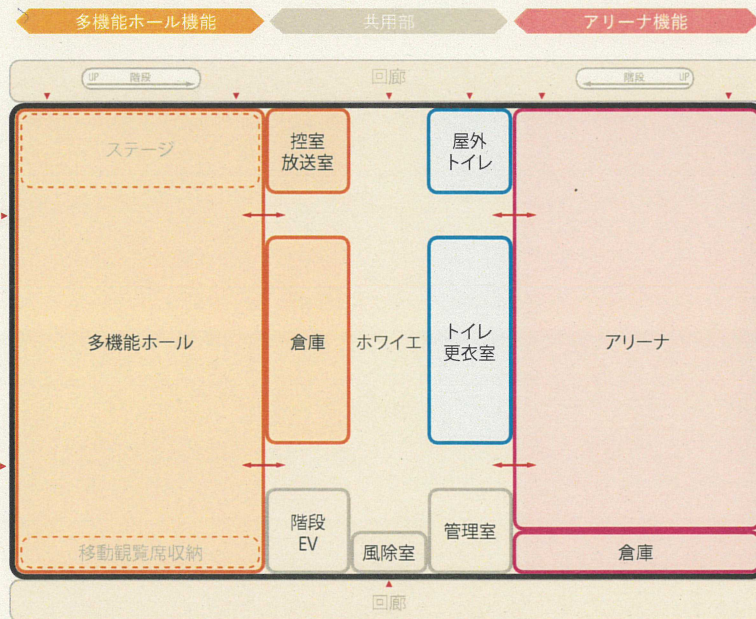 多機能ホール機能
共用部
アリーナ機能
UP 階段
回廊
階段 UP
ステージ
控室
放送室
屋外
トイレ
多機能ホール
倉庫
ホワイエ
トイレ
更衣室
アリーナ
階段
EV
風除室
管理室
移動観覧席収納
倉庫
回廊